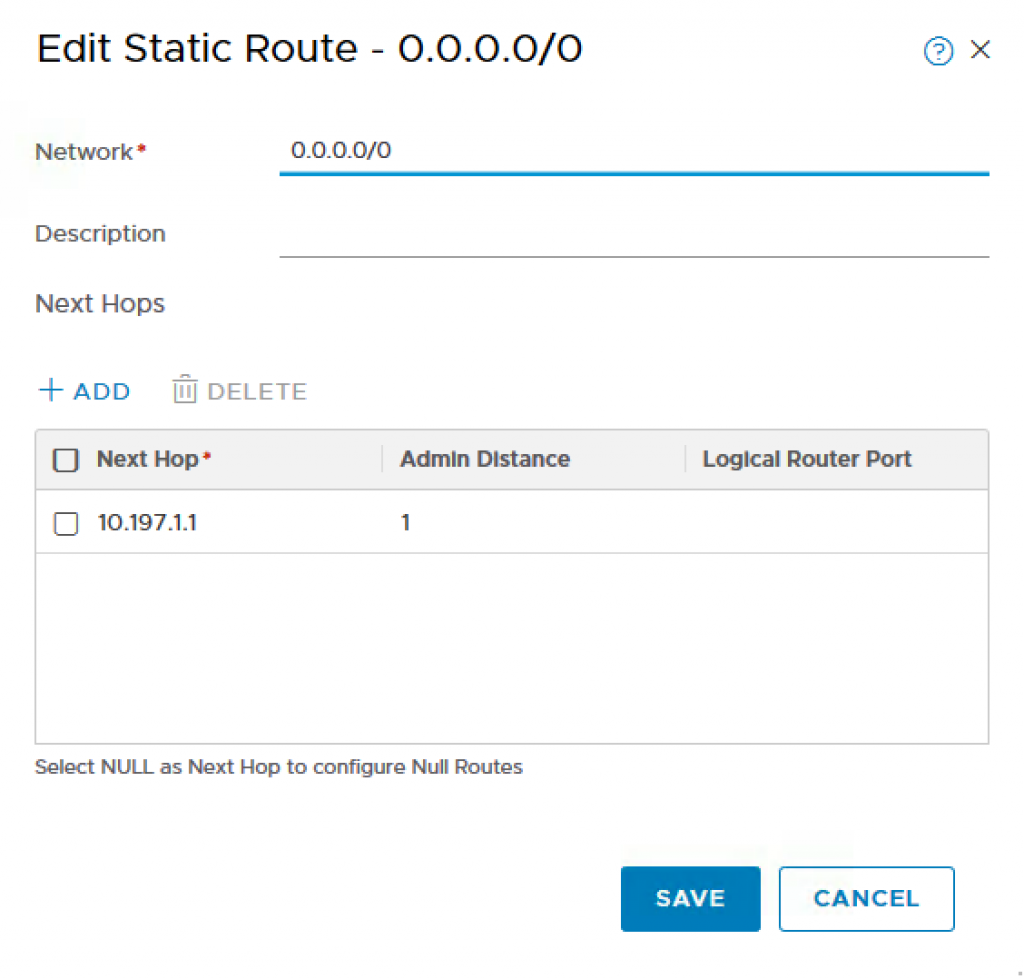 Edit Static Route - 0.0.0.0/0
Network* 0.0.0.0/0
Description
Next Hops
+ ADD DELETE
Next Hop* Admin Distance Logical Router Port
10.197.1.1 1
Select NULL as Next Hop to configure Null Routes
SAVE CANCEL